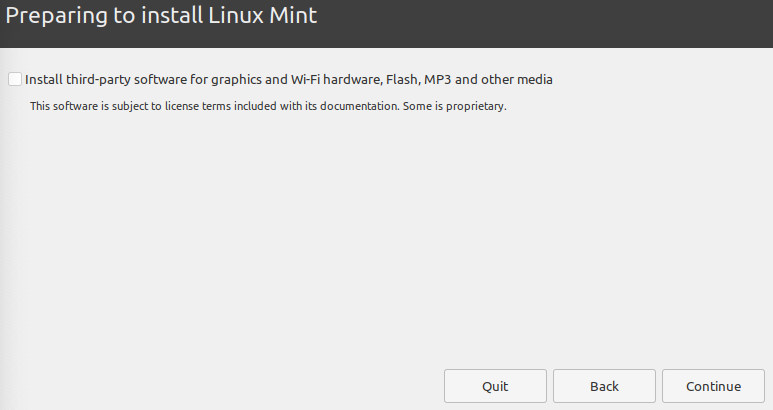 Preparing to install Linux Mint
Install third-party software for graphics and Wi-Fi hardware, Flash, MP3 and other media
This software is subject to license terms included with its documentation. Some is proprietary.
Quit
Back
Continue